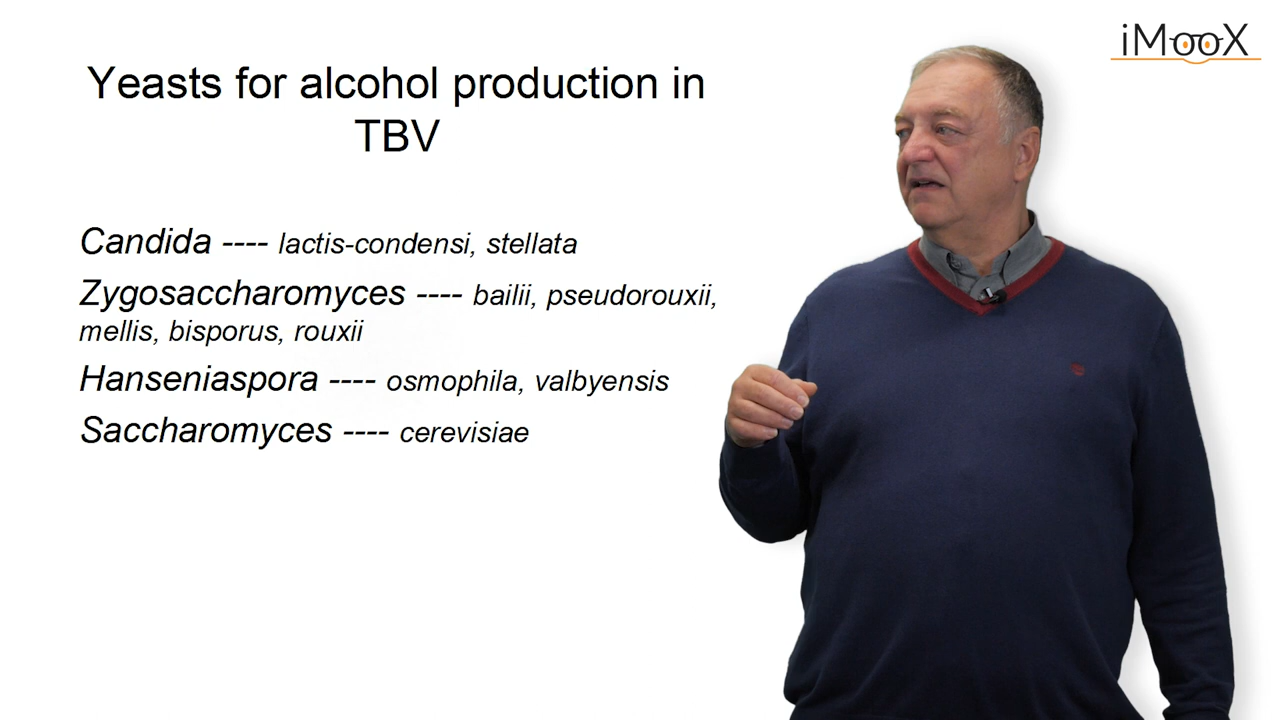 iMooX
Yeasts for alcohol production in
TBV
Candida ---- lactis-condensi, stellata
Zygosaccharomyces ---- bailii, pseudorouxii,
mellis, bisporus, rouxii
Hanseniaspora ---- osmophila, valbyensis
Saccharomyces ---- cerevisiae